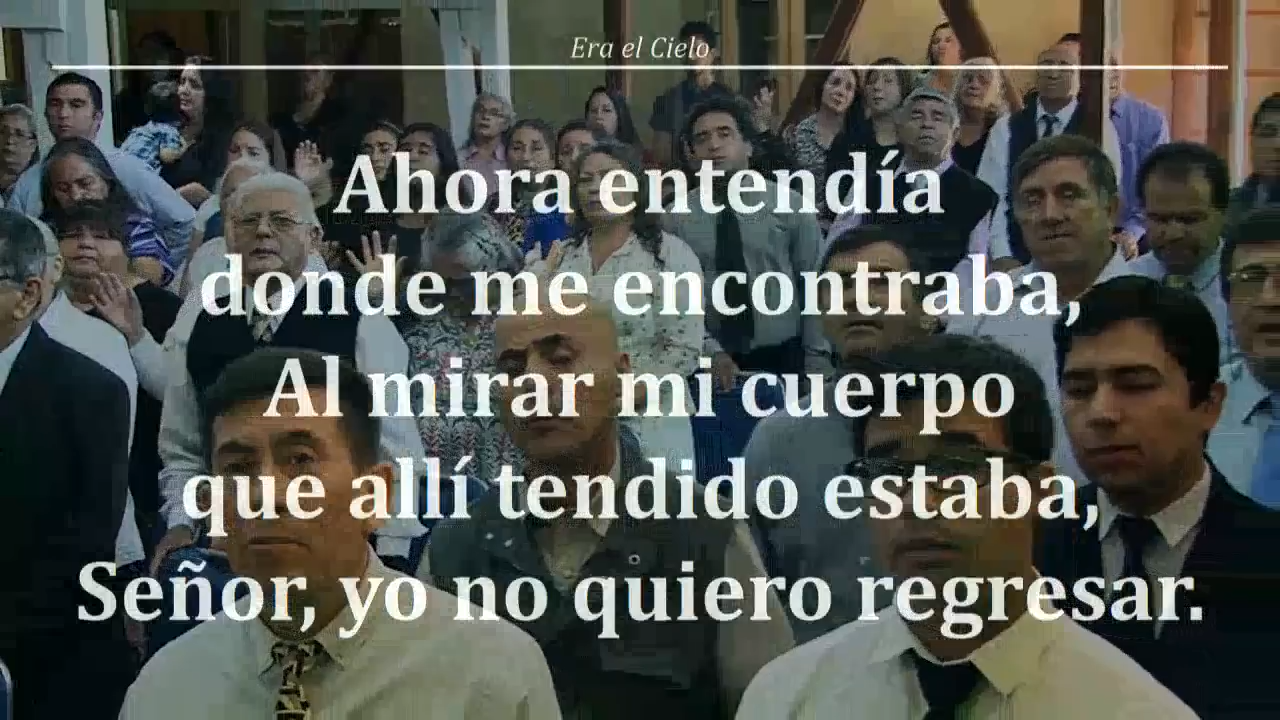 Era el Cielo
Ahora entendía
donde me encontraba,
Al mirar mi cuerpo
que allí tendido estaba,
Señor, yo no quiero regresar.